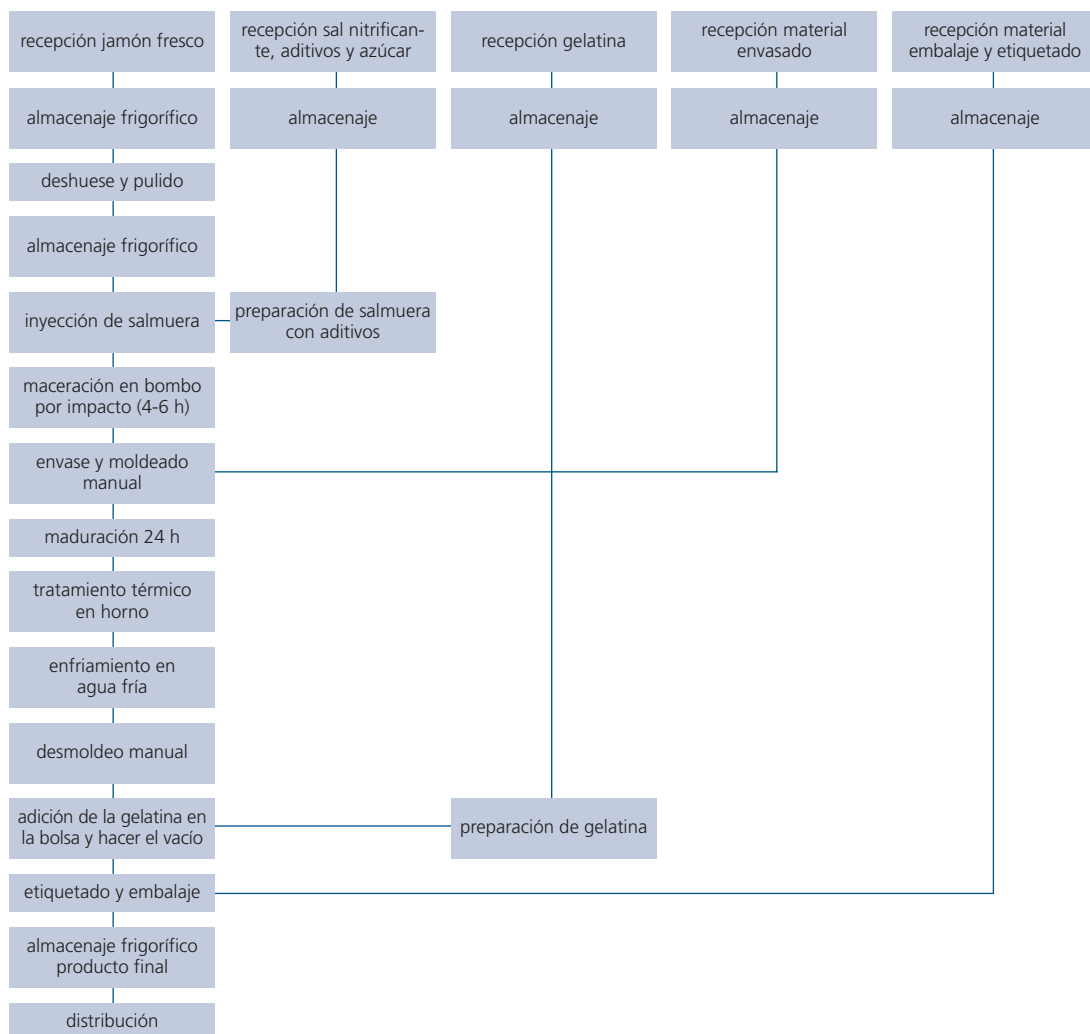 recepción jamón fresco
recepción sal nitrifican-
te, aditivos y azúcar
recepción gelatina
recepción material
envasado
recepción material
embalaje y etiquetado
almacenaje frigorífico
almacenaje
almacenaje
almacenaje
almacenaje
deshuese y pulido
almacenaje frigorífico
inyección de salmuera
preparación de salmuera
con aditivos
maceración en bombo
por impacto (4-6 h)
envase y moldeado
manual
maduración 24 h
tratamiento térmico
en horno
enfriamiento en
agua fría
desmoldeo manual
adición de la gelatina en
la bolsa y hacer el vacío
preparación de gelatina
etiquetado y embalaje
almacenaje frigorífico
producto final
distribución